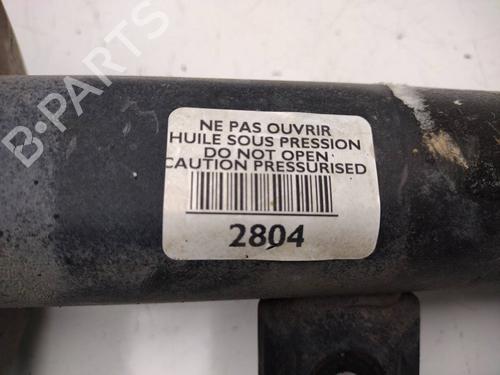 B-PARTS
NE PAS OUVRIR
HUILE SOUS PRESSION
DO NOT OPEN
CAUTION PRESSURISED
2804